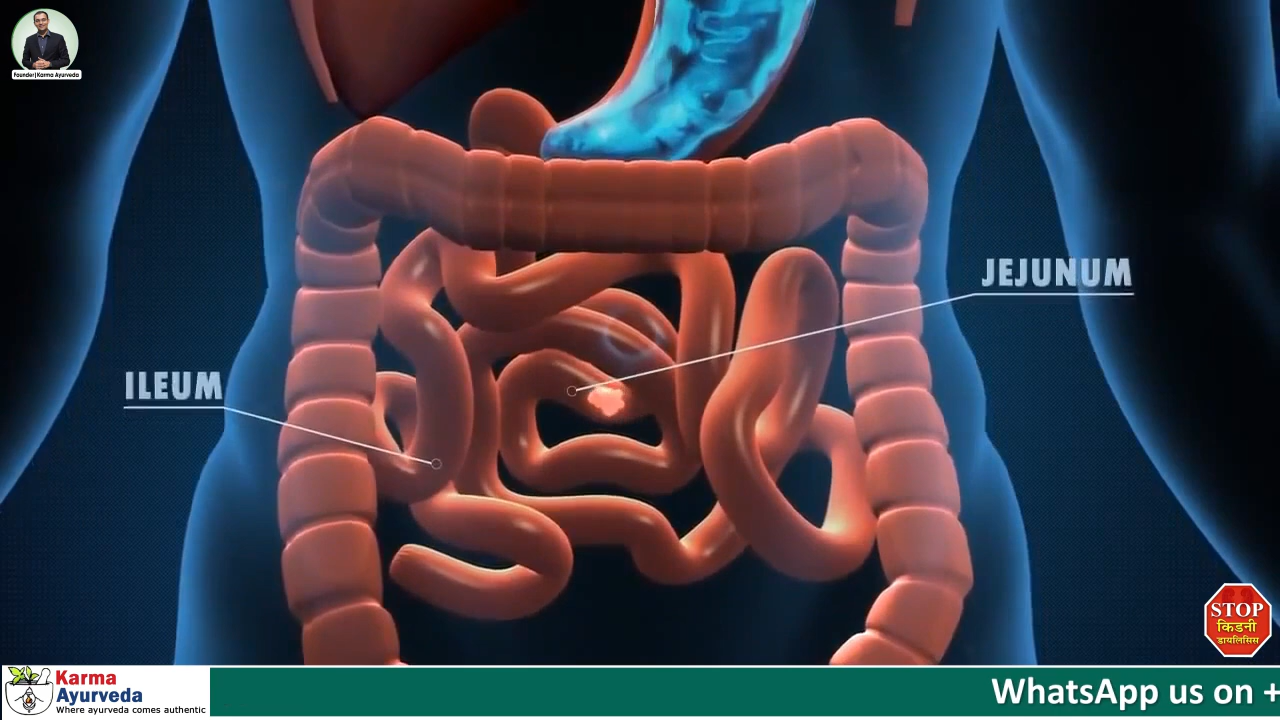 Founder|Karma Ayurveda
JEJUNUM
ILEUM
STOP
किडनी
डायलिसिस
Karma
Ayurveda
Where ayurveda comes authentic
WhatsApp us on +